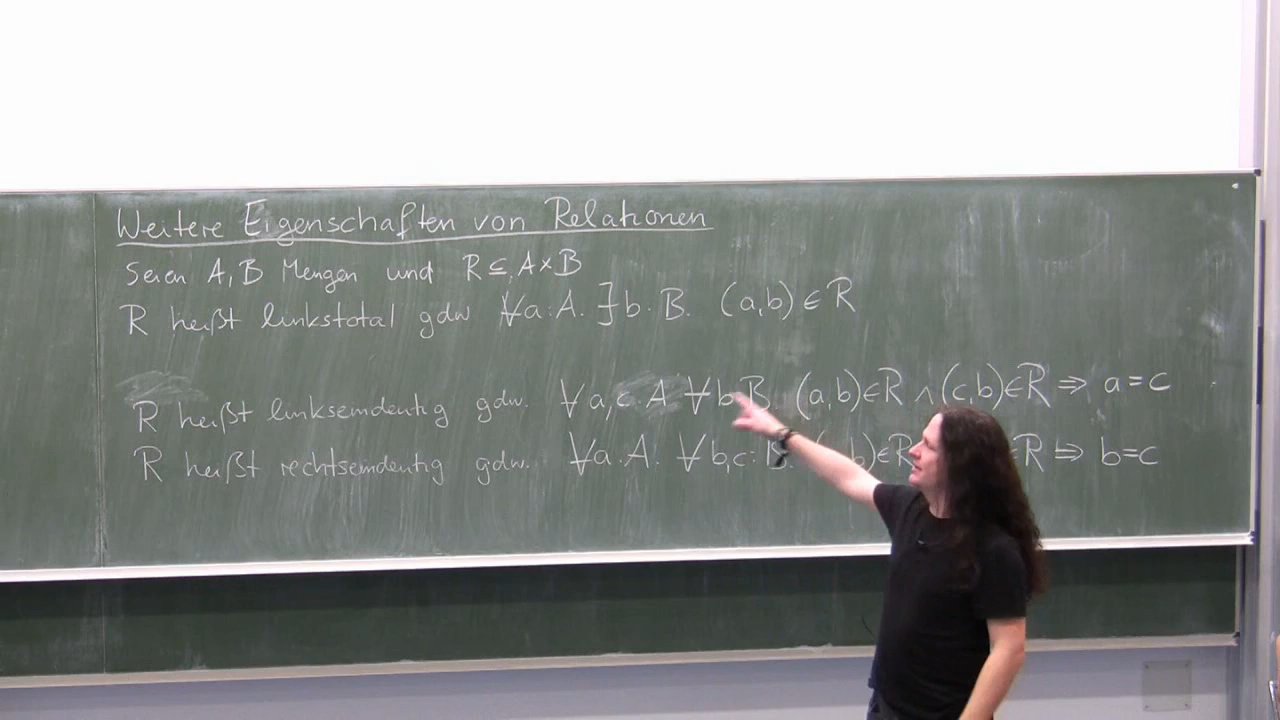 Weitere Eigenschaften von Relationen
Seien A, B Mengen und R ⊆ A×B
R heißt linkstotal gdw ∀a:A. ∃b:B. (a,b)∈R
R heißt linkseindeutig gdw. ∀a,c:A ∀b:B. (a,b)∈R ∧ (c,b)∈R ⇒ a=c
R heißt rechtseindeutig gdw. ∀a:A. ∀b,c:B. b)∈R ∈R ⇒ b=c